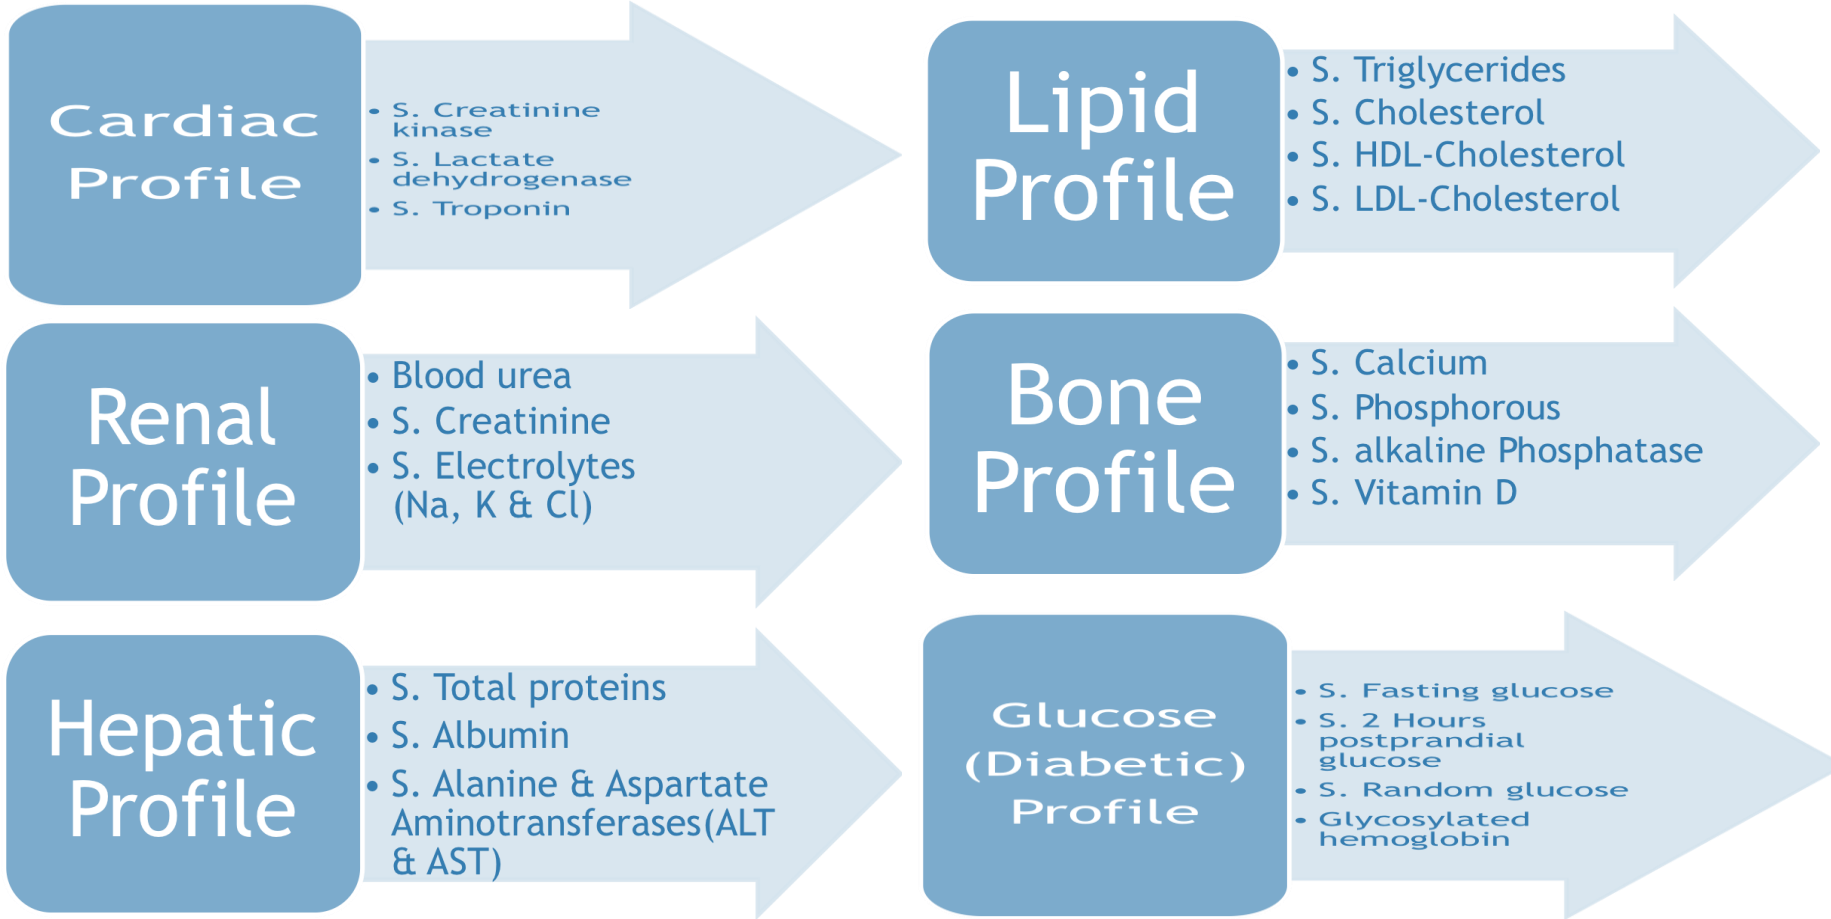 Cardiac
Profile
• S. Creatinine
kinase
• S. Lactate
dehydrogenase
• S. Troponin
Lipid
Profile
• S. Triglycerides
• S. Cholesterol
• S. HDL-Cholesterol
• S. LDL-Cholesterol
Renal
Profile
• Blood urea
• S. Creatinine
• S. Electrolytes
(Na, K & Cl)
Bone
Profile
• S. Calcium
• S. Phosphorous
• S. alkaline Phosphatase
• S. Vitamin D
Hepatic
Profile
• S. Total proteins
• S. Albumin
• S. Alanine & Aspartate
Aminotransferases(ALT
& AST)
Glucose
(Diabetic)
Profile
• S. Fasting glucose
• S. 2 Hours
postprandial
glucose
• S. Random glucose
• Glycosylated
hemoglobin